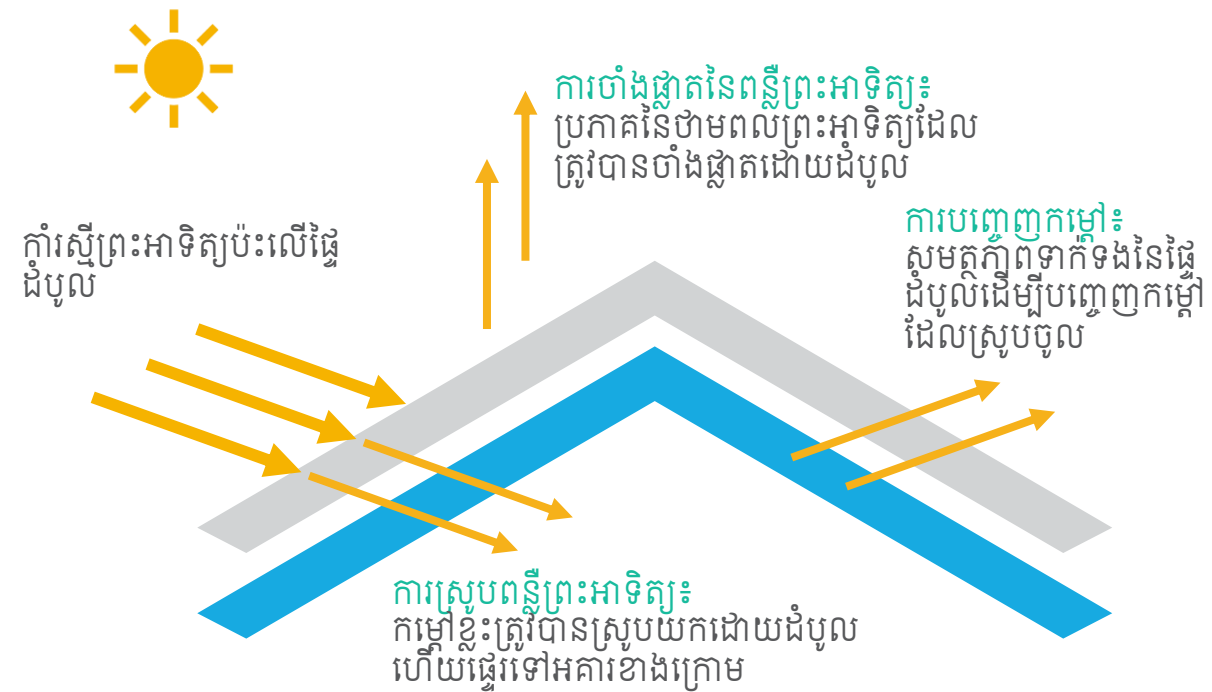 ការចាំងផ្លាតនៃពន្លឺព្រះអាទិត្យ៖
ប្រភាគនៃថាមពលព្រះអាទិត្យដែល
ត្រូវបានចាំងផ្លាតដោយដំបូល
កាំរស្មីព្រះអាទិត្យប៉ះលើផ្ទៃ
ដំបូល
ការបញ្ចេញកម្ដៅ៖
សមត្ថភាពទាក់ទងនៃផ្ទៃ
ដំបូលដើម្បីបញ្ចេញកម្ដៅ
ដែលស្រូបចូល
ការស្រូបពន្លឺព្រះអាទិត្យ៖
កម្ដៅខ្លះត្រូវបានស្រូបយកដោយដំបូល
ហើយផ្ទេរទៅអគារខាងក្រោម